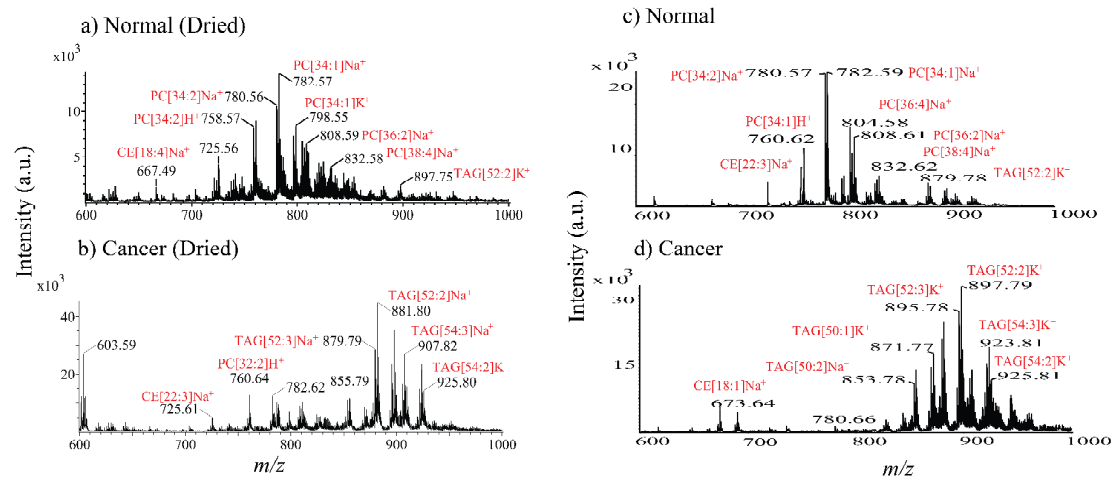 a) Normal (Dried)
x10³
PC[34:1]Na⁺
782.57
PC[34:2]Na⁺
780.56
PC[34:1]K⁺
798.55
PC[34:2]H⁺
758.57
808.59 PC[36:2]Na⁺
PC[38:4]Na⁺
832.58
CE[18:4]Na⁺
667.49
725.56
897.75 TAG[52:2]K⁺
10
5
0
600 700 800 900 1000
b) Cancer (Dried)
x10³
TAG[52:2]Na⁺
881.80
603.59
TAG[52:3]Na⁺ 879.79
TAG[54:3]Na⁺
907.82
PC[32:2]H⁺
760.64
TAG[54:2]K
925.80
782.62
855.79
CE[22:3]Na⁺
725.61
40
20
600 700 800 900 1000
m/z
Intensity (a.u.)
c) Normal
x 10³
PC[34:2]Na⁺ 780.57
782.59 PC[34:1]Na⁺
PC[36:4]Na⁺
804.58
PC[34:1]H⁺
760.62
808.61 PC[36:2]Na⁺
PC[38:4]Na⁺
832.62
CE[22:3]Na⁺
879.78 TAG[52:2]K⁻
20
10
600 700 800 900 1000
d) Cancer
x10³
TAG[52:2]K⁺
897.79
TAG[52:3]K⁺
895.78
TAG[50:1]K⁺
871.77
TAG[54:3]K⁻
923.81
TAG[50:2]Na⁻
853.78
TAG[54:2]K⁺
925.81
CE[18:1]Na⁺
673.64
780.66
30
15
600 700 800 900 1000
m/z
Intensity (a.u.)